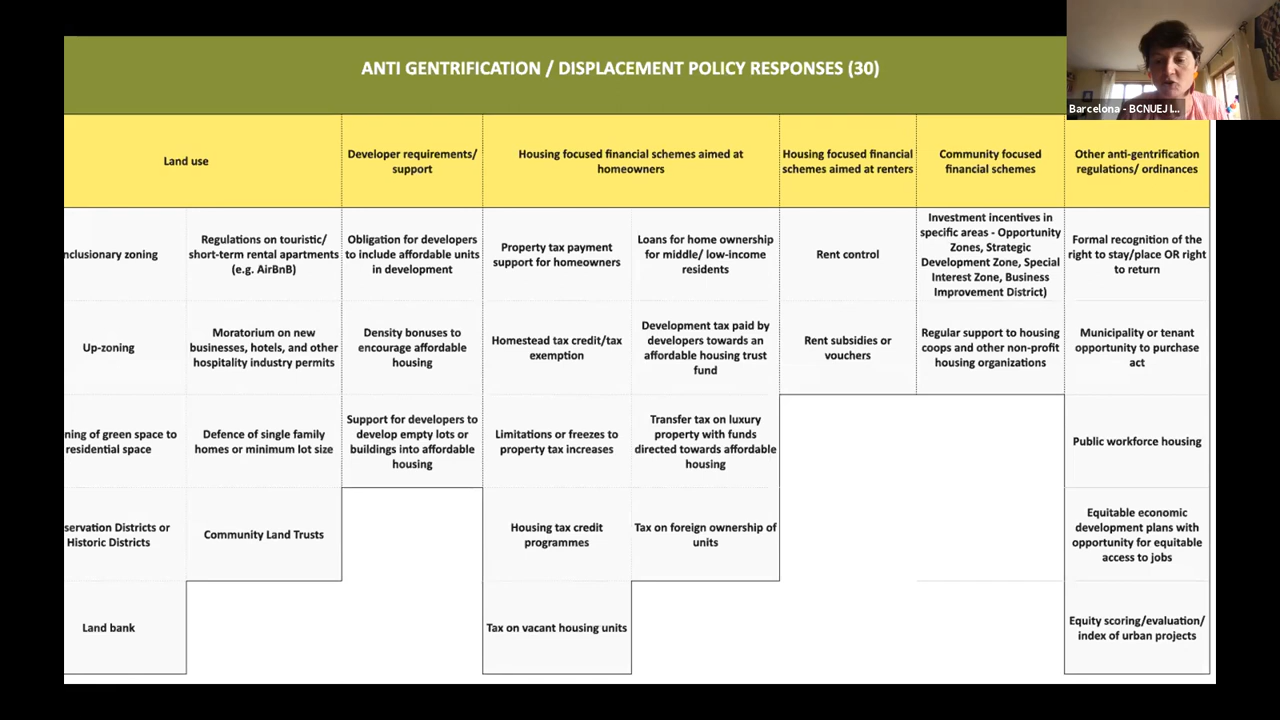 ANTI GENTRIFICATION / DISPLACEMENT POLICY RESPONSES (30)
Barcelona - BCNUEJ I...
Land use
Developer requirements/
support
Housing focused financial schemes aimed at
homeowners
Housing focused financial
schemes aimed at renters
Community focused
financial schemes
Other anti-gentrification
regulations/ ordinances
nclusionary zoning
Regulations on touristic/
short-term rental apartments
(e.g. AirBnB)
Obligation for developers
to include affordable units
in development
Property tax payment
support for homeowners
Loans for home ownership
for middle/ low-income
residents
Rent control
Investment incentives in
specific areas - Opportunity
Zones, Strategic
Development Zone, Special
Interest Zone, Business
Improvement District)
Formal recognition of the
right to stay/place OR right
to return
Up-zoning
Moratorium on new
businesses, hotels, and other
hospitality industry permits
Density bonuses to
encourage affordable
housing
Homestead tax credit/tax
exemption
Development tax paid by
developers towards an
affordable housing trust
fund
Rent subsidies or
vouchers
Regular support to housing
coops and other non-profit
housing organizations
Municipality or tenant
opportunity to purchase
act
ning of green space to
residential space
Defence of single family
homes or minimum lot size
Support for developers to
develop empty lots or
buildings into affordable
housing
Limitations or freezes to
property tax increases
Transfer tax on luxury
property with funds
directed towards affordable
housing
Public workforce housing
servation Districts or
Historic Districts
Community Land Trusts
Housing tax credit
programmes
Tax on foreign ownership of
units
Equitable economic
development plans with
opportunity for equitable
access to jobs
Land bank
Tax on vacant housing units
Equity scoring/evaluation/
index of urban projects